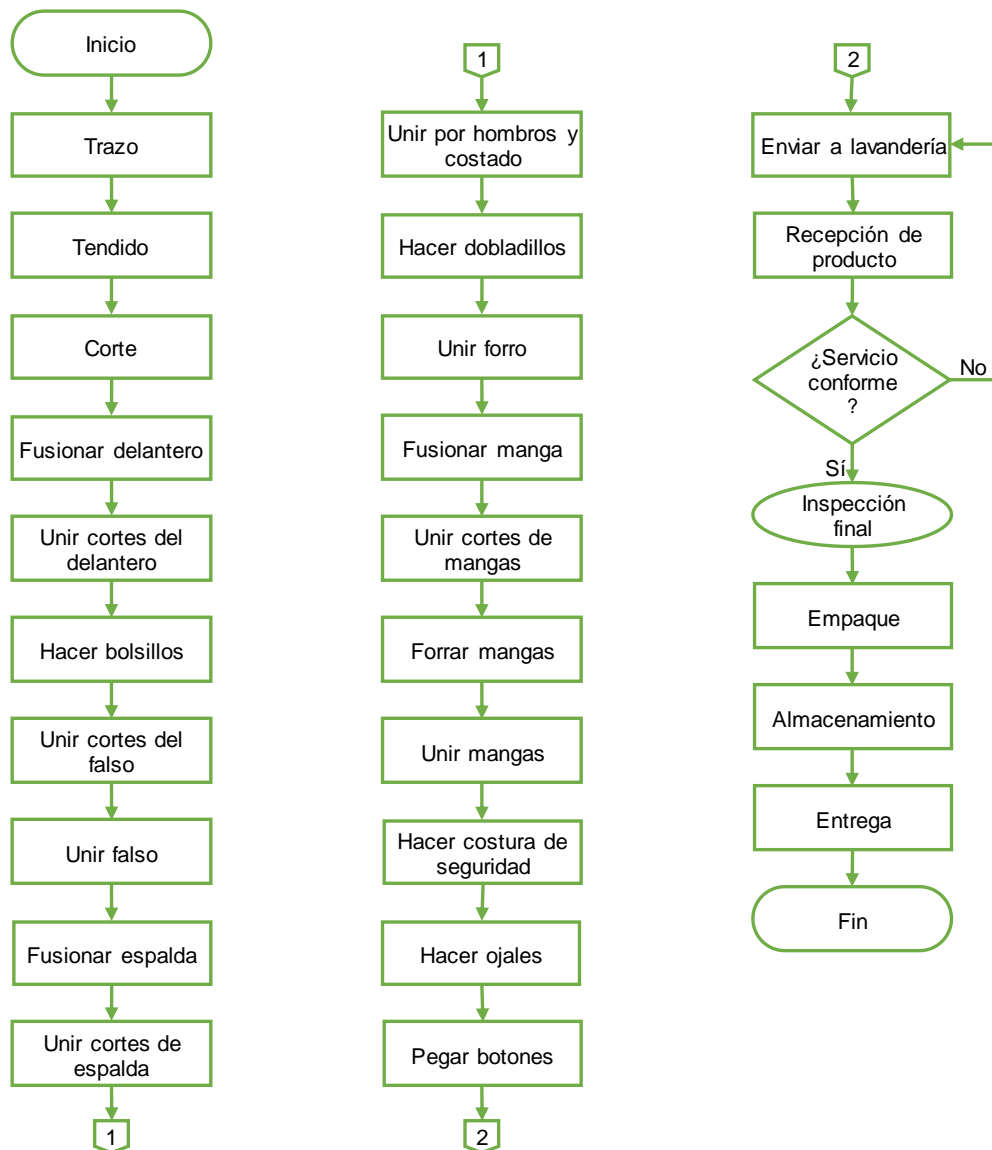 Inicio
Trazo
Tendido
Corte
Fusionar delantero
Unir cortes del
delantero
Hacer bolsillos
Unir cortes del
falso
Unir falso
Fusionar espalda
Unir cortes de
espalda
1
1
Unir por hombros y
costado
Hacer dobladillos
Unir forro
Fusionar manga
Unir cortes de
mangas
Forrar mangas
Unir mangas
Hacer costura de
seguridad
Hacer ojales
Pegar botones
2
2
Enviar a lavandería
Recepción de
producto
¿Servicio
conforme
?
No
Sí
Inspección
final
Empaque
Almacenamiento
Entrega
Fin